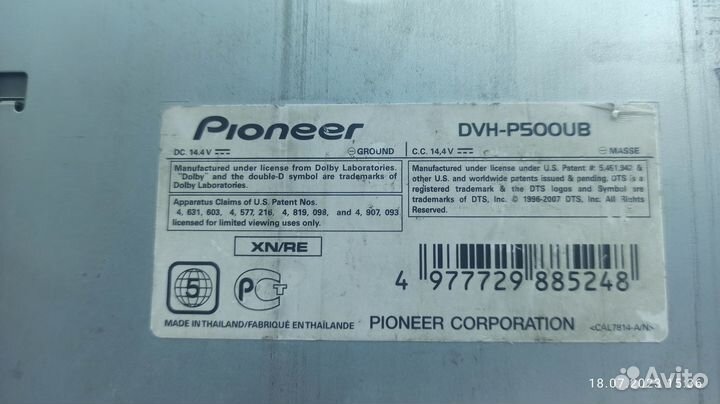 Pioneer
DVH-P500UB
DC. 14,4 V ⎓ ⊖ GROUND
C.C. 14,4 V ⎓ ⊖ MASSE
Manufactured under license from Dolby Laboratories.
"Dolby" and the double-D symbol are trademarks of
Dolby Laboratories.
Apparatus Claims of U.S. Patent Nos.
4, 631, 603, 4, 577, 216, 4, 819, 098, and 4, 907, 093
licensed for limited viewing uses only.
Manufactured under license under U.S. Patent #: 5,451,942 &
other U.S. and worldwide patents issued & pending. DTS is a
registered trademark & the DTS logos and Symbol are
trademarks of DTS, Inc. © 1996-2007 DTS, Inc. All Rights
Reserved.
XN/RE
5
РСТ
4 977729 885248
MADE IN THAILAND/FABRIQUÉ EN THAÏLANDE
PIONEER CORPORATION
<CAL7814-A/N>
Avito
18.07.2023 15:36